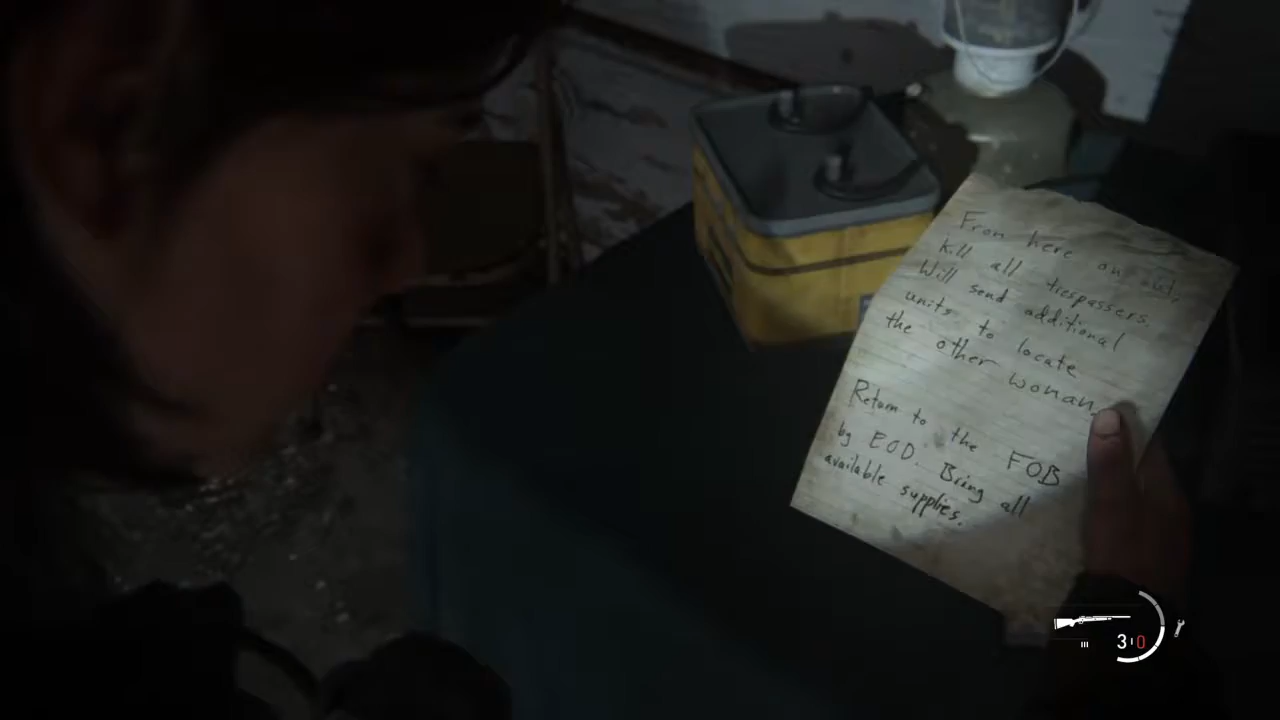 From here on out,
kill all trespassers.
Will send additional
units to locate
the other woman.
Return to the FOB
by EOD. Bring all
available supplies.
3 0